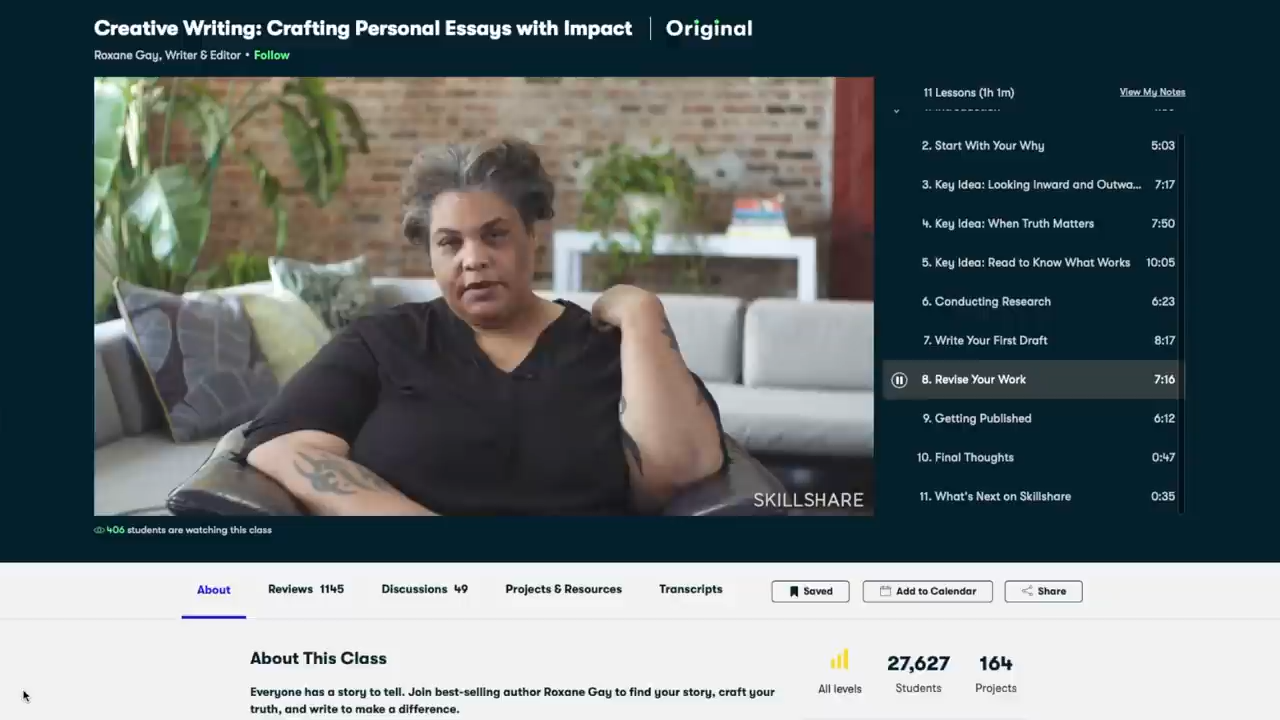 Creative Writing: Crafting Personal Essays with Impact | Original
Roxane Gay, Writer & Editor • Follow
SKILLSHARE
406 students are watching this class
11 Lessons (1h 1m) View My Notes
2. Start With Your Why 5:03
3. Key Idea: Looking Inward and Outwa... 7:17
4. Key Idea: When Truth Matters 7:50
5. Key Idea: Read to Know What Works 10:05
6. Conducting Research 6:23
7. Write Your First Draft 8:17
8. Revise Your Work 7:16
9. Getting Published 6:12
10. Final Thoughts 0:47
11. What's Next on Skillshare 0:35
About Reviews 1145 Discussions 49 Projects & Resources Transcripts Saved Add to Calendar Share
About This Class
Everyone has a story to tell. Join best-selling author Roxane Gay to find your story, craft your
truth, and write to make a difference.
All levels
27,627
Students
164
Projects